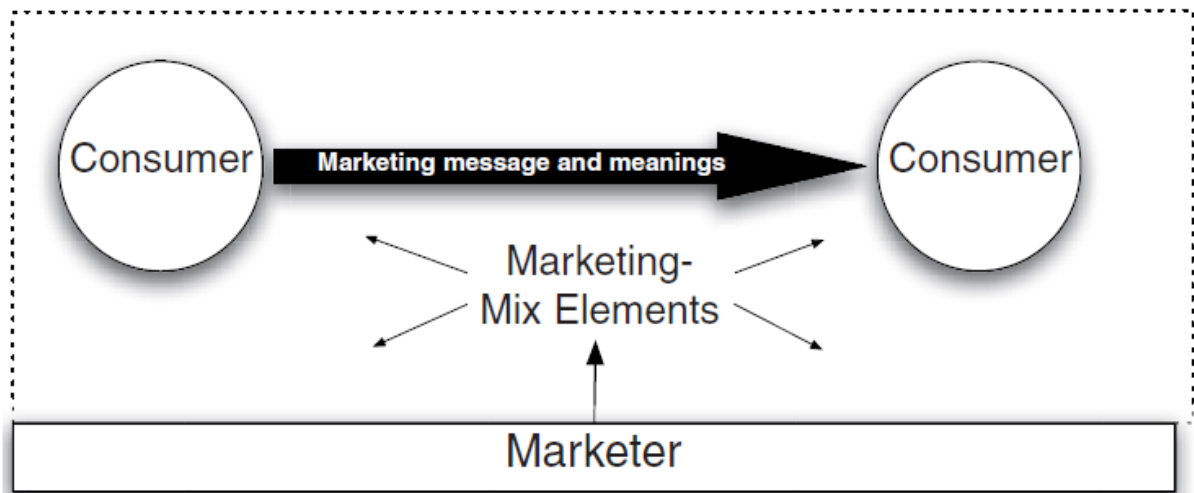 Consumer
Marketing message and meanings
Consumer
Marketing-
Mix Elements
Marketer